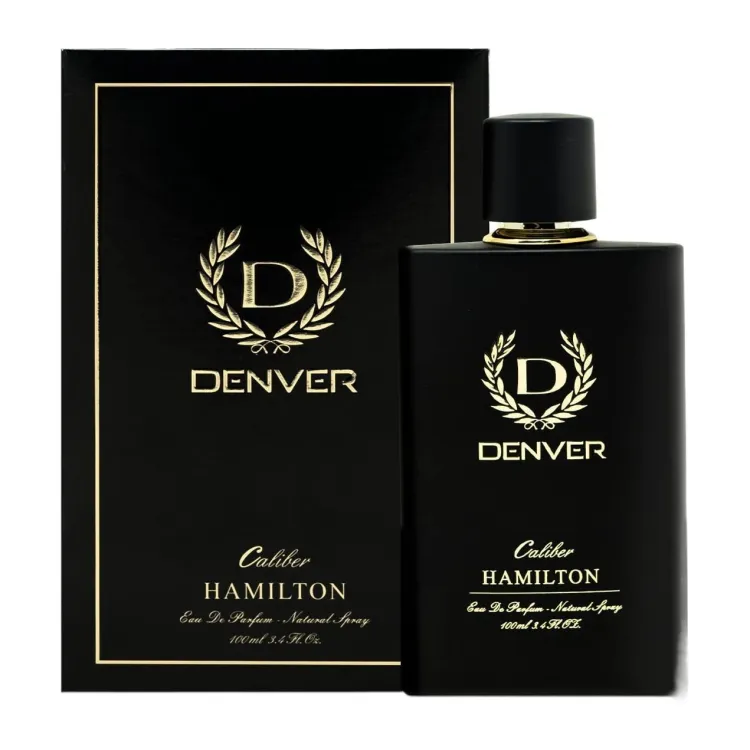 D
DENVER
Caliber
HAMILTON
Eau De Parfum - Natural Spray
100ml 3.4 Fl.Oz.
D
DENVER
Caliber
HAMILTON
Eau De Parfum - Natural Spray
100ml 3.4 Fl.OZ.